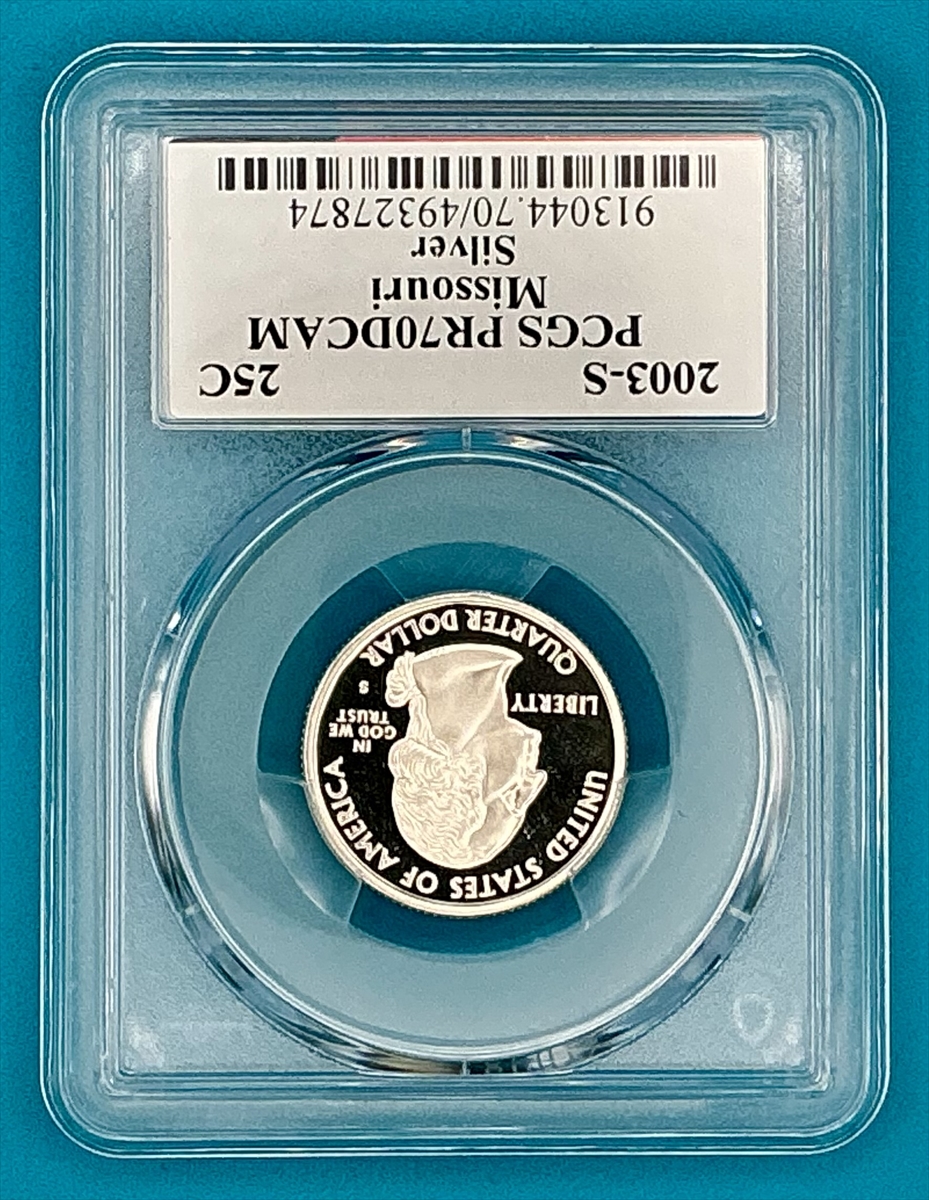 2003-S 25C
PCGS PR70DCAM
Missouri
Silver
913044.70/49327874
UNITED STATES OF AMERICA
LIBERTY
IN
GOD WE
TRUST
S
QUARTER DOLLAR